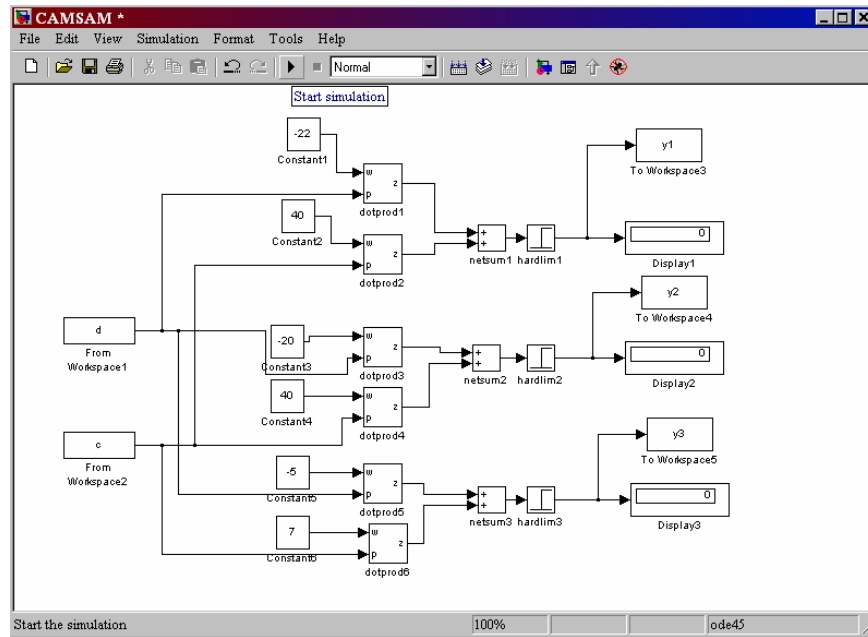 CAMSAM *
File Edit View Simulation Format Tools Help
Normal
Start simulation
-22
Constant1
w
p
z
dotprod1
40
Constant2
w
p
z
dotprod2
+
+
netsum1
hardlim1
y1
To Workspace3
0
Display1
d
From
Workspace1
-20
Constant3
w
p
z
dotprod3
40
Constant4
w
p
z
dotprod4
+
+
netsum2
hardlim2
y2
To Workspace4
0
Display2
c
From
Workspace2
-5
Constant5
w
p
z
dotprod5
7
Constant6
w
p
z
dotprod6
+
+
netsum3
hardlim3
y3
To Workspace5
0
Display3
Start the simulation
100%
ode45